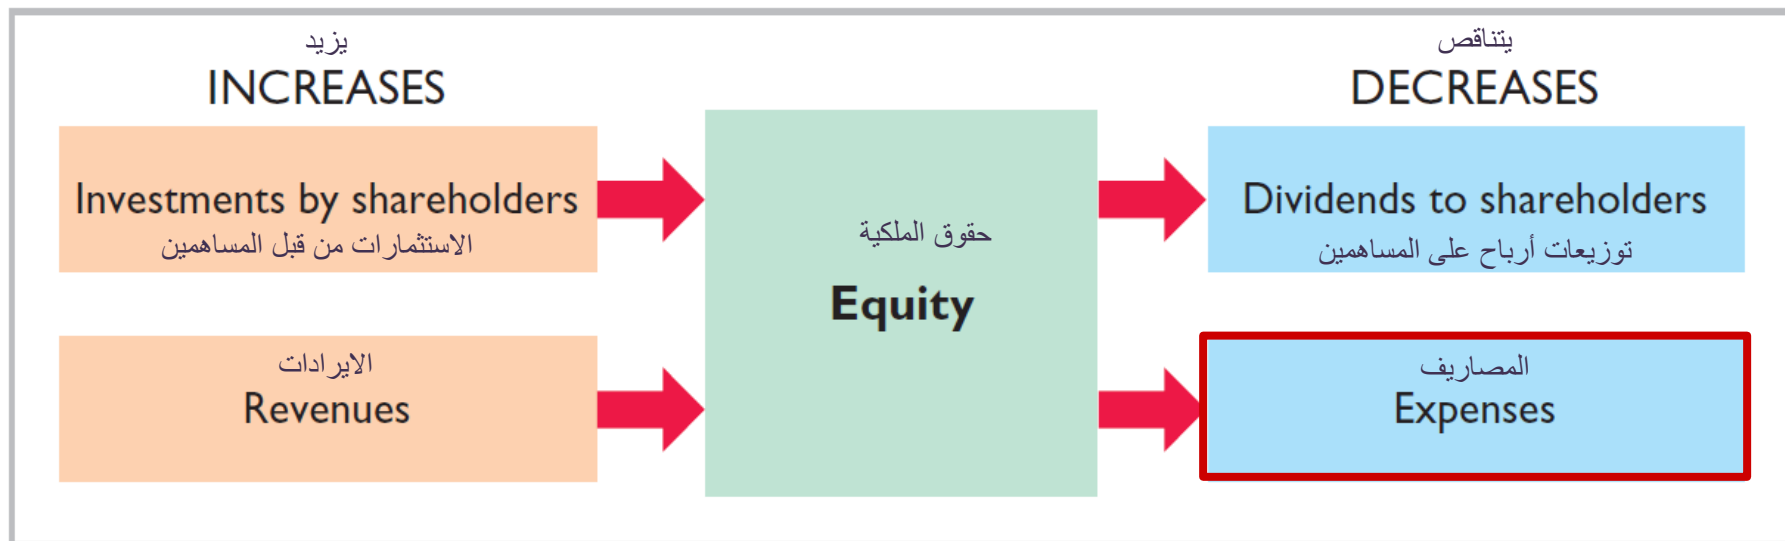 يزيد
INCREASES
يتناقص
DECREASES
Investments by shareholders
الاستثمارات من قبل المساهمين
حقوق الملكية
Equity
Dividends to shareholders
توزيعات أرباح على المساهمين
الايرادات
Revenues
المصاريف
Expenses